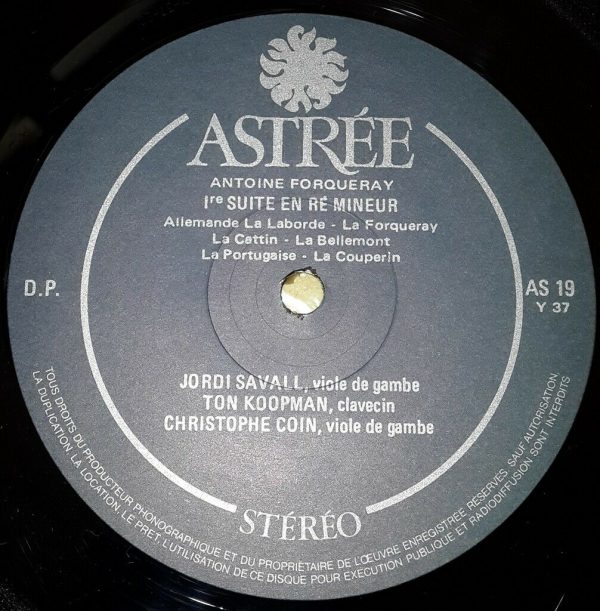 ASTRÉE
ANTOINE FORQUERAY
Ire SUITE EN RÉ MINEUR
Allemande La Laborde - La Forqueray
La Cottin - La Bellemont
La Portugaise - La Couperin
D.P.
AS 19
Y 37
JORDI SAVALL, viole de gambe
TON KOOPMAN, clavecin
CHRISTOPHE COIN, viole de gambe
STÉRÉO
TOUS DROITS DU PRODUCTEUR PHONOGRAPHIQUE ET DU PROPRIÉTAIRE DE L'ŒUVRE ENREGISTRÉE RÉSERVÉS SAUF AUTORISATION,
LA DUPLICATION, LA LOCATION, LE PRET, L'UTILISATION DE CE DISQUE POUR EXECUTION PUBLIQUE ET RADIODIFFUSION SONT INTERDITS